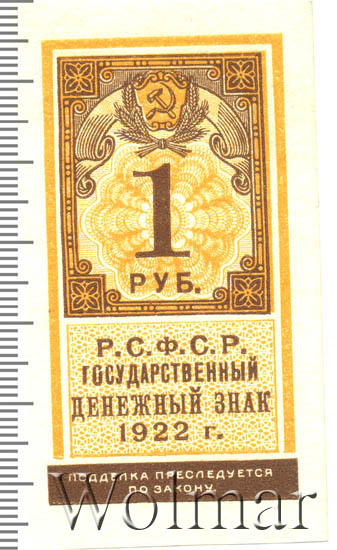 1
РУБ.
Р.С.Ф.С.Р.
ГОСУДАРСТВЕННЫЙ
ДЕНЕЖНЫЙ ЗНАК
1922 г.
ПОДДЕЛКА ПРЕСЛЕДУЕТСЯ
ПО ЗАКОНУ.
Wolmar